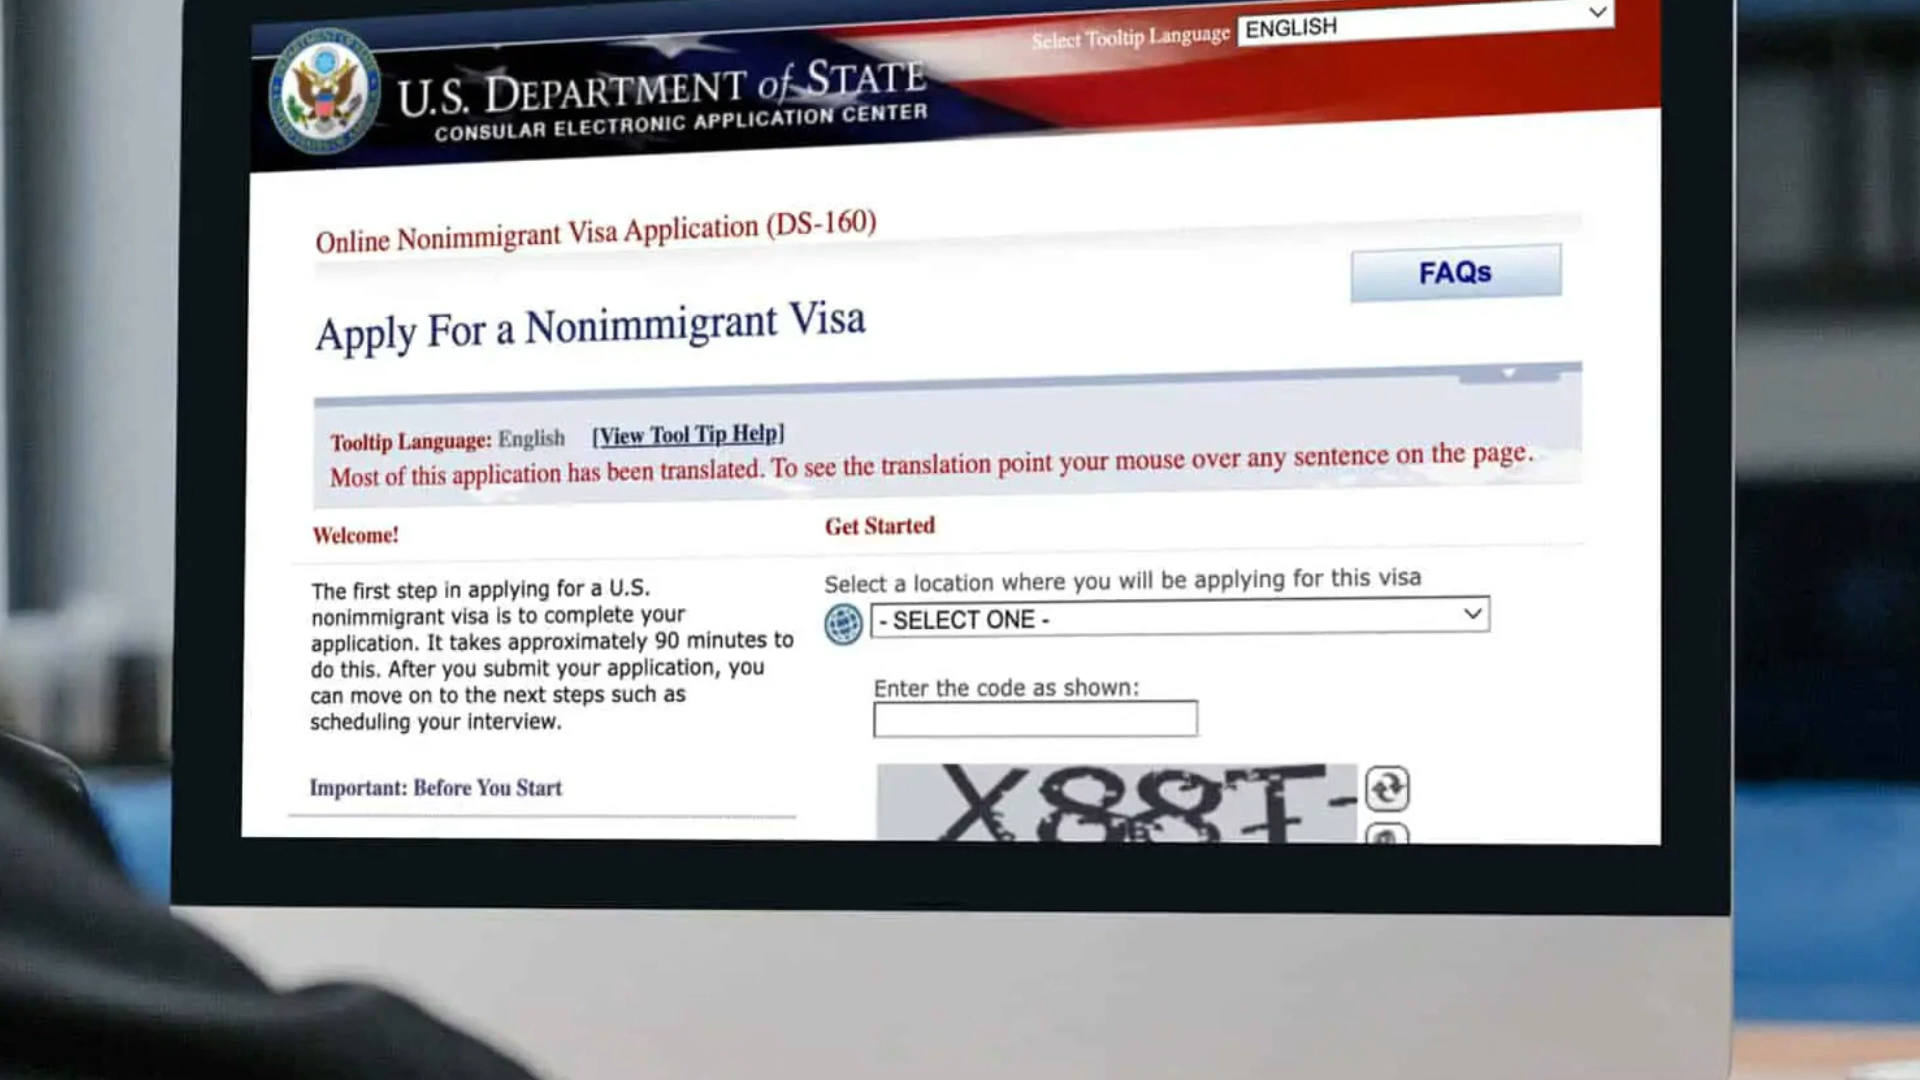 Select Tooltip Language ENGLISH
U.S. DEPARTMENT of STATE
CONSULAR ELECTRONIC APPLICATION CENTER
Online Nonimmigrant Visa Application (DS-160)
FAQs
Apply For a Nonimmigrant Visa
Tooltip Language: English [View Tool Tip Help]
Most of this application has been translated. To see the translation point your mouse over any sentence on the page.
Welcome!
The first step in applying for a U.S.
nonimmigrant visa is to complete your
application. It takes approximately 90 minutes to
do this. After you submit your application, you
can move on to the next steps such as
scheduling your interview.
Important: Before You Start
Get Started
Select a location where you will be applying for this visa
- SELECT ONE -
Enter the code as shown:
X88T-